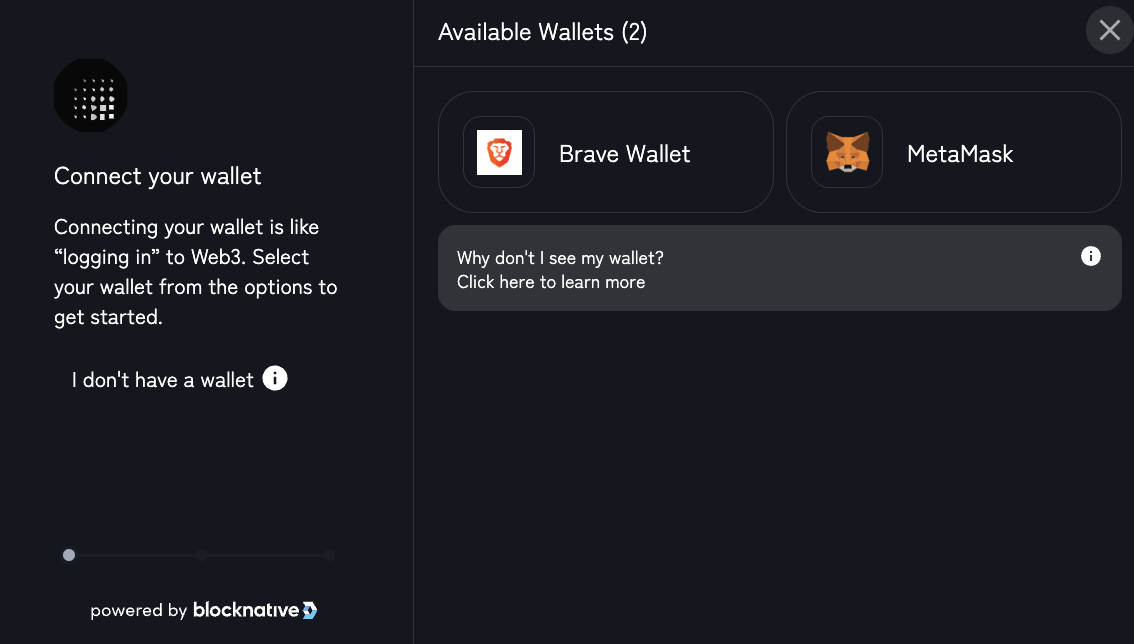 Connect your wallet
Connecting your wallet is like
“logging in” to Web3. Select
your wallet from the options to
get started.
I don't have a wallet
powered by blocknative
Available Wallets (2)
Brave Wallet
MetaMask
Why don't I see my wallet?
Click here to learn more